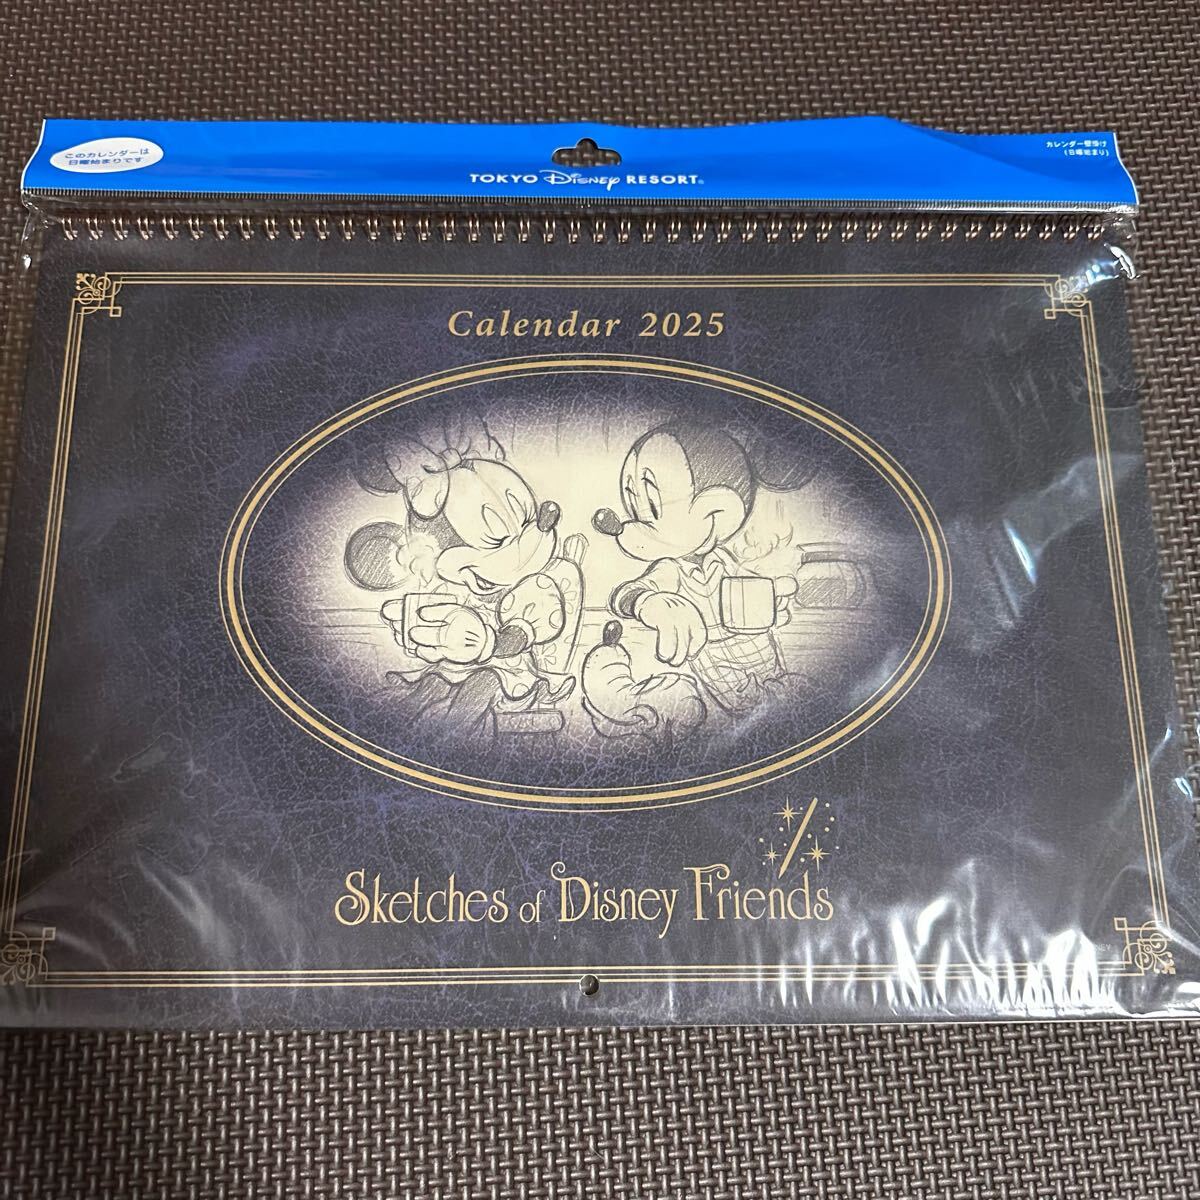 このカレンダーは
日曜始まりです
TOKYO DISNEY RESORT®
カレンダー壁掛け
(日曜始まり)
Calendar 2025
Sketches of Disney Friends